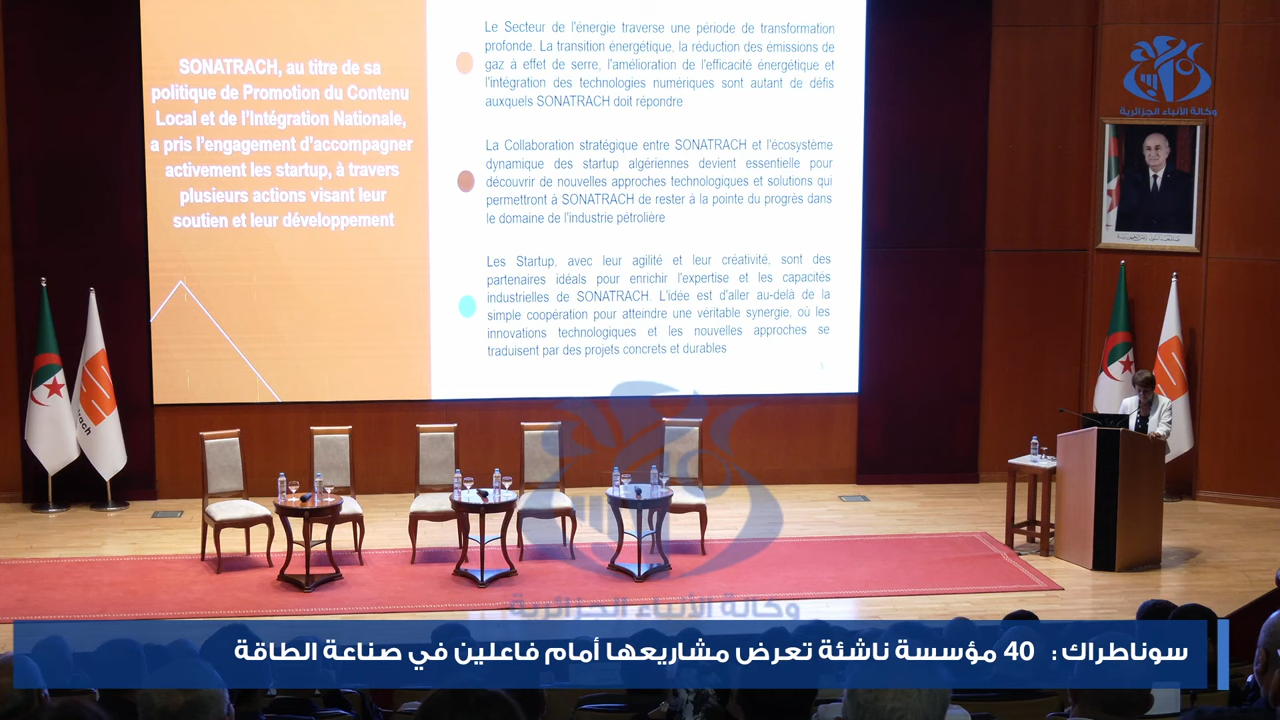 SONATRACH, au titre de sa
politique de Promotion du Contenu
Local et de l'Intégration Nationale,
a pris l'engagement d'accompagner
activement les startup, à travers
plusieurs actions visant leur
soutien et leur développement
Le Secteur de l'énergie traverse une période de transformation
profonde. La transition énergétique, la réduction des émissions de
gaz à effet de serre, l'amélioration de l'efficacité énergétique et
l'intégration des technologies numériques sont autant de défis
auxquels SONATRACH doit répondre
La Collaboration stratégique entre SONATRACH et l'écosystème
dynamique des startup algériennes devient essentielle pour
découvrir de nouvelles approches technologiques et solutions qui
permettront à SONATRACH de rester à la pointe du progrès dans
le domaine de l'industrie pétrolière
Les Startup, avec leur agilité et leur créativité, sont des
partenaires idéals pour enrichir l'expertise et les capacités
industrielles de SONATRACH. L'idée est d'aller au-delà de la
simple coopération pour atteindre une véritable synergie, où les
innovations technologiques et les nouvelles approches se
traduisent par des projets concrets et durables
وكالة الأنباء الجزائرية
وكالة الأنباء الجزائرية
سوناطراك : 40 مؤسسة ناشئة تعرض مشاريعها أمام فاعلين في صناعة الطاقة